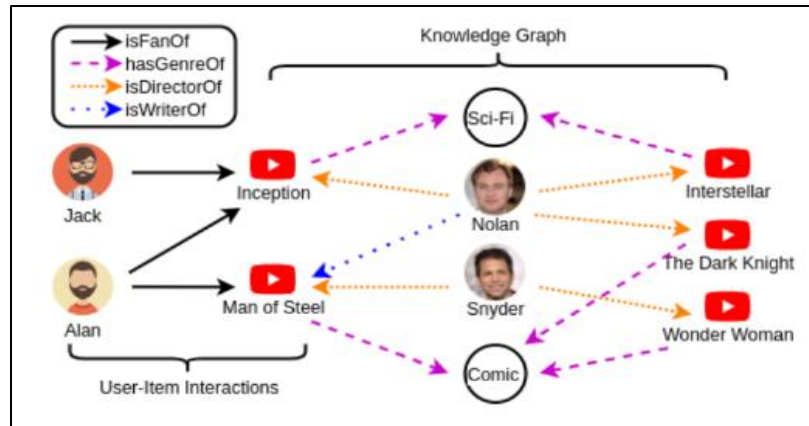 isFanOf
hasGenreOf
isDirectorOf
isWriterOf
Knowledge Graph
Sci-Fi
Jack
Inception
Nolan
Interstellar
The Dark Knight
Alan
Man of Steel
Snyder
Wonder Woman
Comic
User-Item Interactions